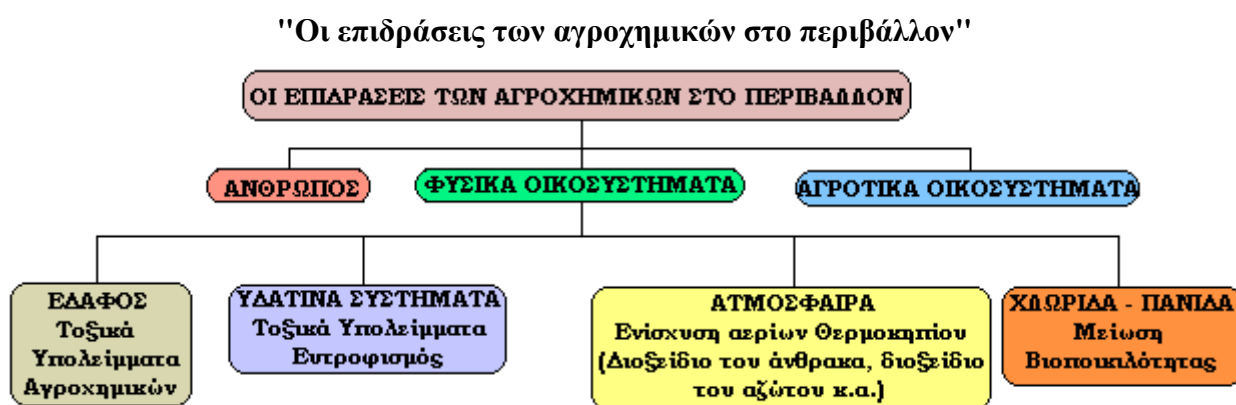 "Οι επιδράσεις των αγροχημικών στο περιβάλλον"
ΟΙ ΕΠΙΔΡΑΣΕΙΣ ΤΩΝ ΑΓΡΟΧΗΜΙΚΩΝ ΣΤΟ ΠΕΡΙΒΑΛΛΟΝ
ΑΝΘΡΩΠΟΣ
ΦΥΣΙΚΑ ΟΙΚΟΣΥΣΤΗΜΑΤΑ
ΑΓΡΟΤΙΚΑ ΟΙΚΟΣΥΣΤΗΜΑΤΑ
ΕΔΑΦΟΣ
Τοξικά
Υπολείμματα
Αγροχημικών
ΥΔΑΤΙΝΑ ΣΥΣΤΗΜΑΤΑ
Τοξικά Υπολείμματα
Ευτροφισμός
ΑΤΜΟΣΦΑΙΡΑ
Ενίσχυση αερίων Θερμοκηπίου
(Διοξείδιο του άνθρακα, διοξείδιο
του αζώτου κ.α.)
ΧΛΩΡΙΔΑ - ΠΑΝΙΔΑ
Μείωση
Βιοποικιλότητας